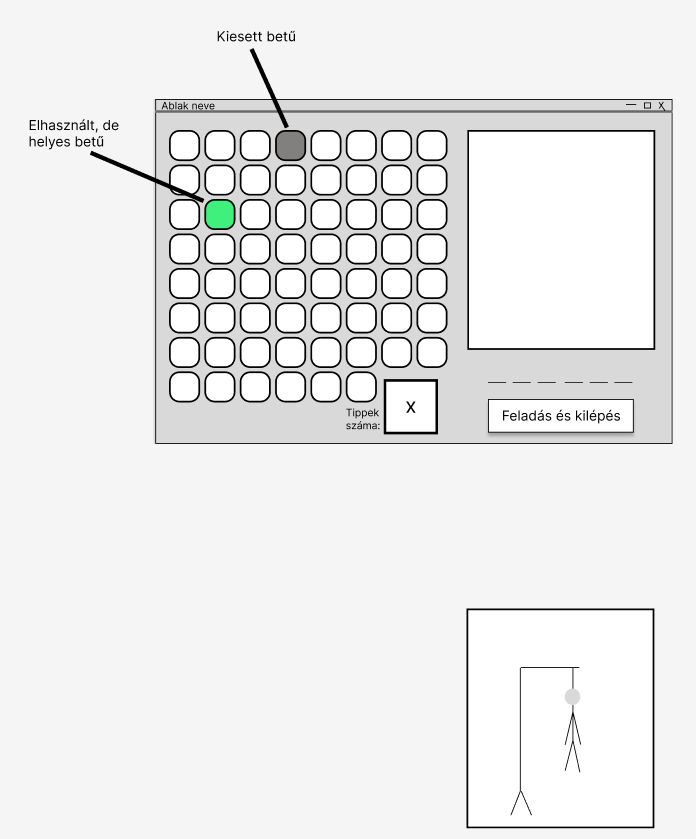 Kiesett betű
Elhasznált, de
helyes betű
Ablak neve
X
Tippek
száma:
Feladás és kilépés